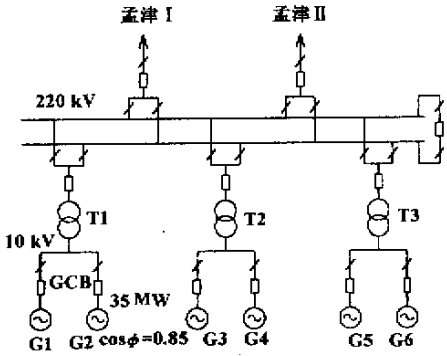 孟津 I 孟津 II
220 kV
T1 T2 T3
10 kV
GCB
35 MW
G1 G2 cosϕ=0.85 G3 G4 G5 G6